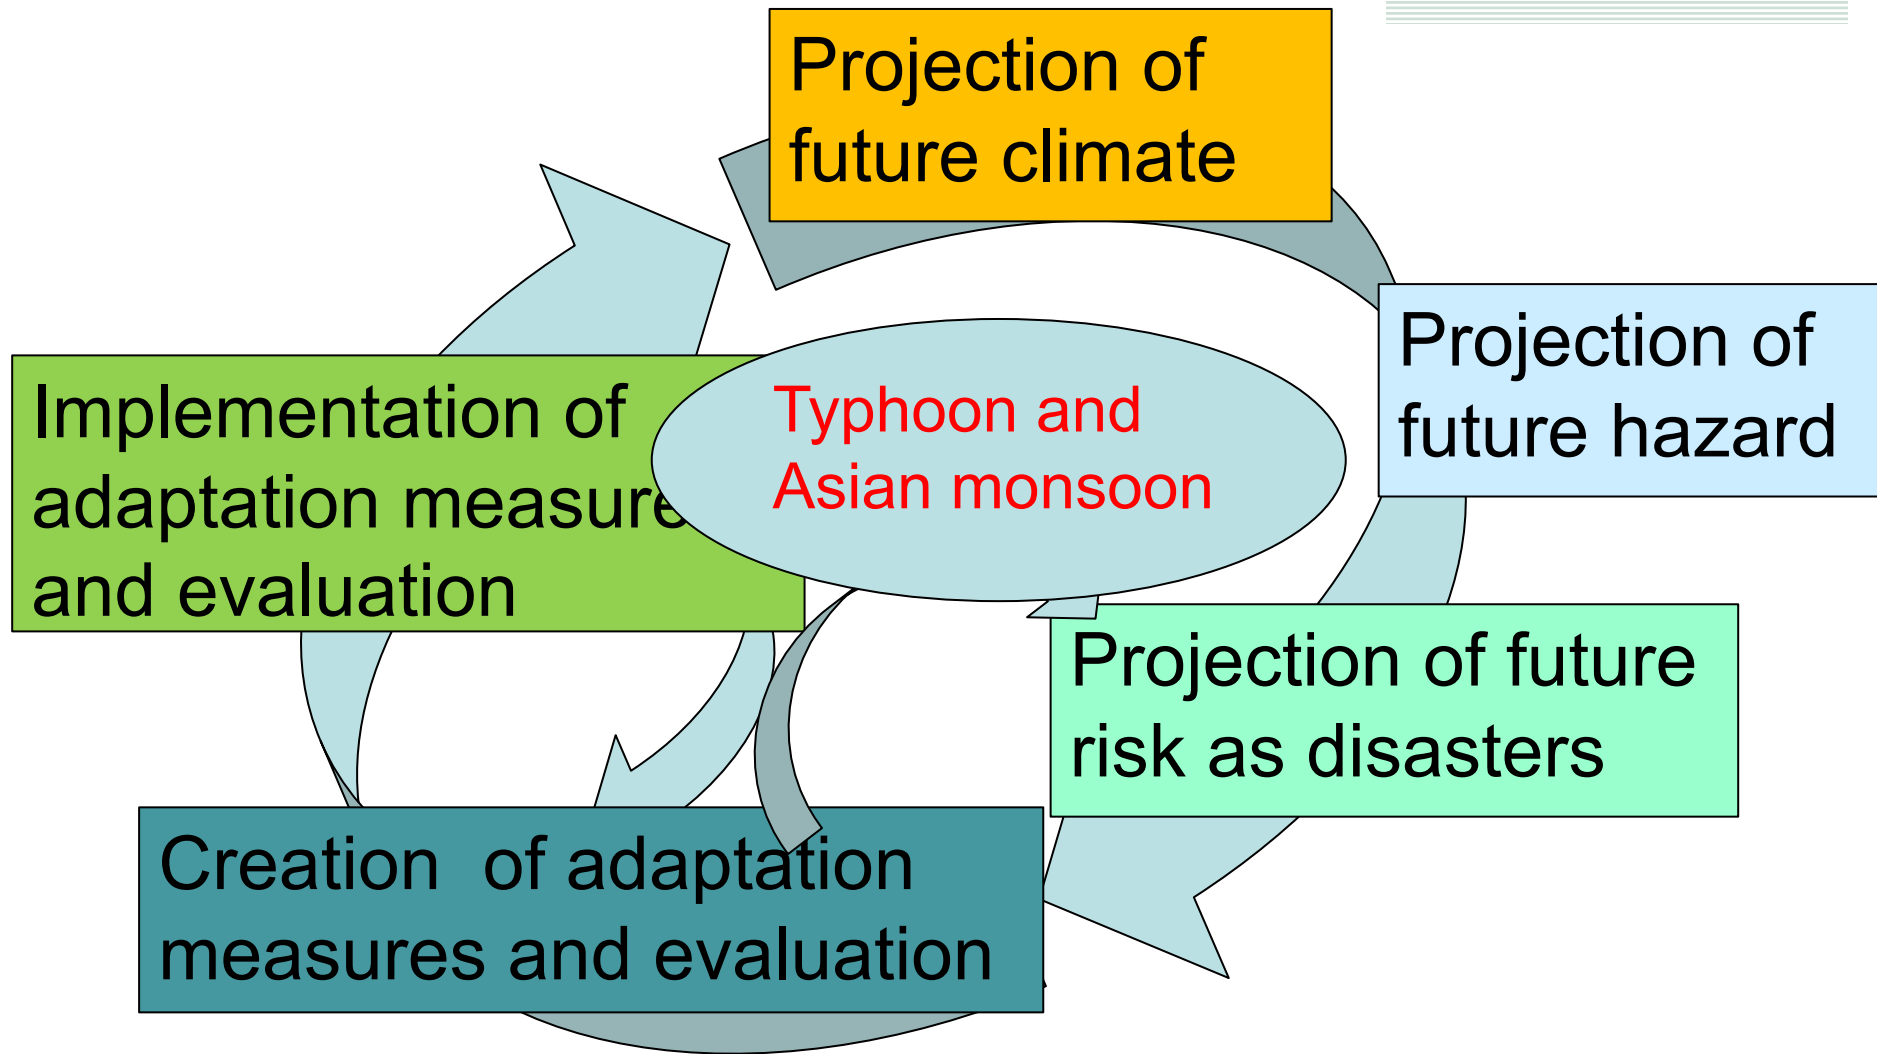 Projection of
future climate
Projection of
future hazard
Implementation of
adaptation measure
and evaluation
Typhoon and
Asian monsoon
Projection of future
risk as disasters
Creation  of adaptation
measures and evaluation